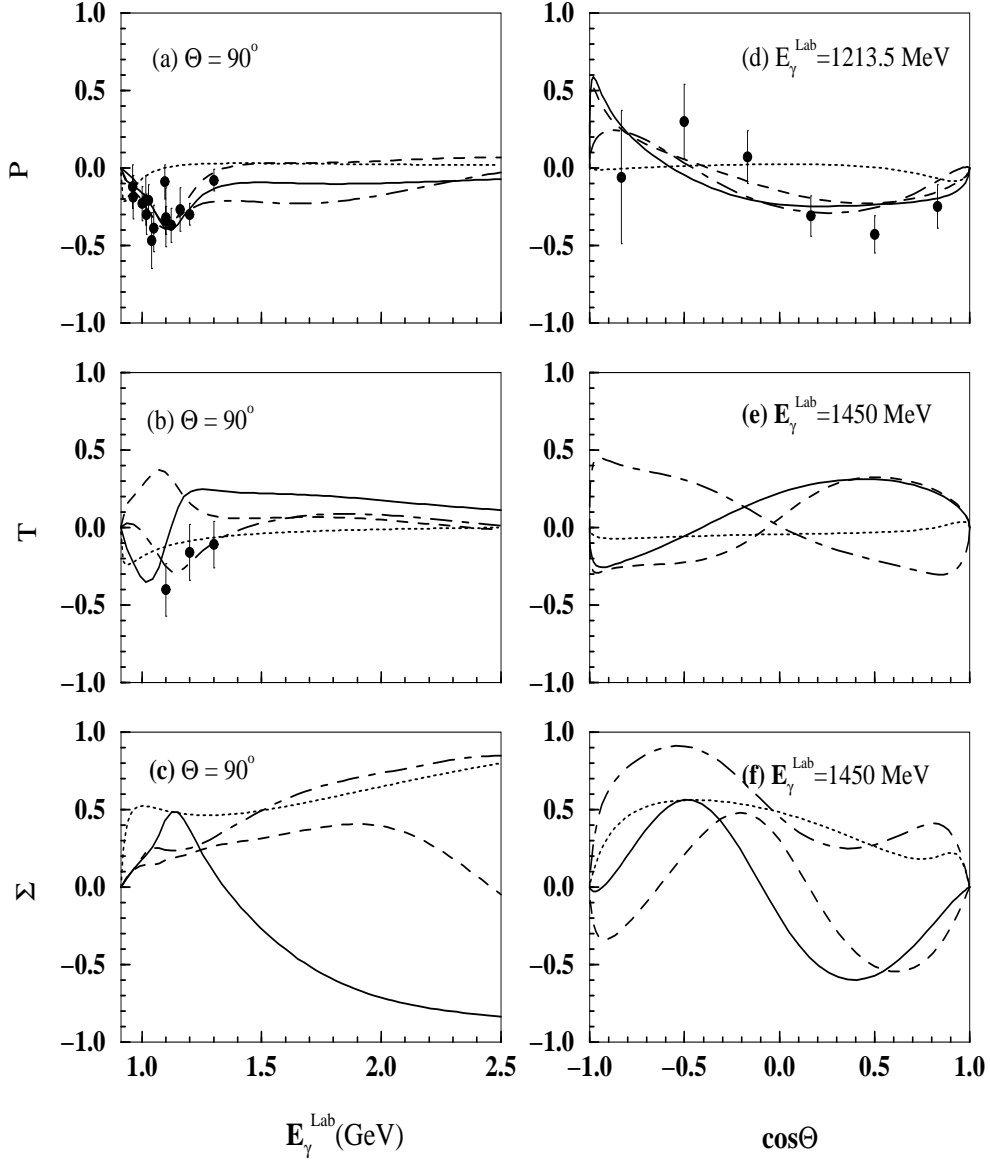 1.0
0.5
0.0
−0.5
−1.0
P
(a) Θ = 90°
(d) E_γ^Lab=1213.5 MeV
1.0
0.5
0.0
−0.5
−1.0
T
(b) Θ = 90°
(e) E_γ^Lab=1450 MeV
1.0
0.5
0.0
−0.5
−1.0
Σ
(c) Θ = 90°
(f) E_γ^Lab=1450 MeV
1.0 1.5 2.0 2.5
E_γ^Lab(GeV)
1.0
0.5
0.0
−0.5
−1.0
1.0
0.5
0.0
−0.5
−1.0
1.0
0.5
0.0
−0.5
−1.0
−1.0 −0.5 0.0 0.5 1.0
cosΘ